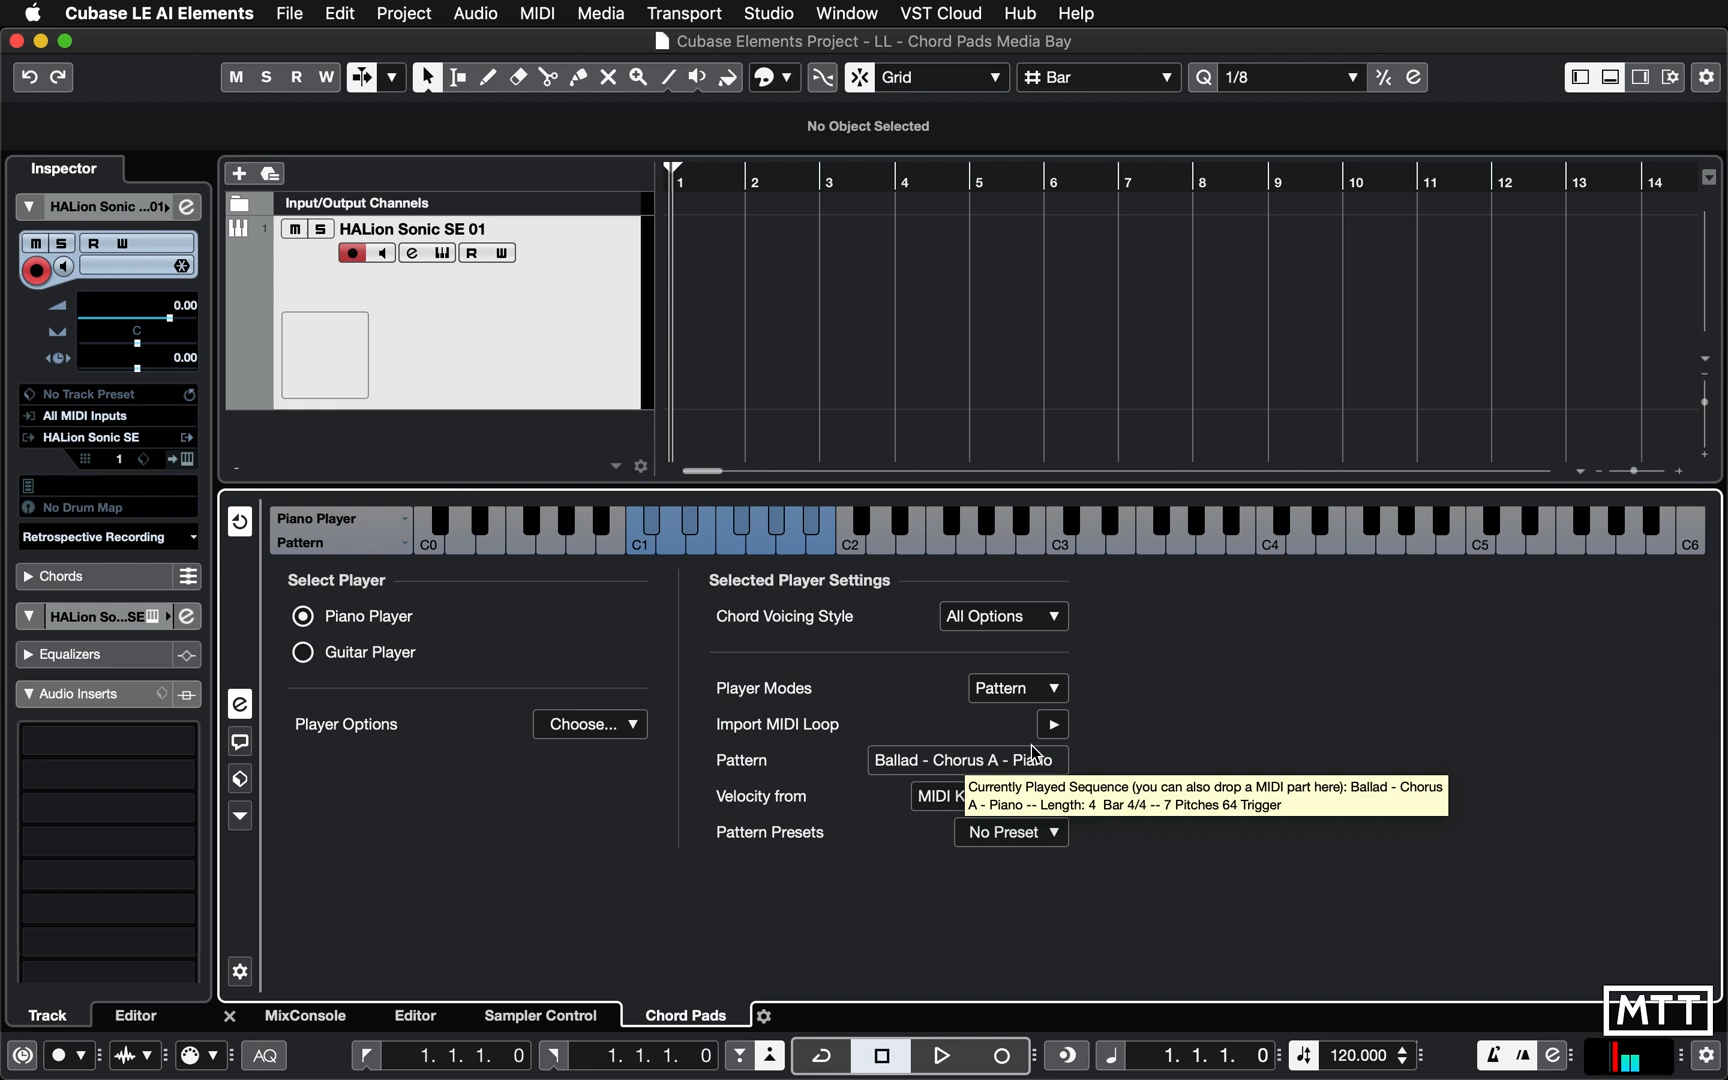 Cubase LE AI Elements File Edit Project Audio MIDI Media Transport Studio Window VST Cloud Hub Help
Cubase Elements Project - LL - Chord Pads Media Bay
M S R W Grid Bar Q 1/8
No Object Selected
Inspector
1 2 3 4 5 6 7 8 9 10 11 12 13 14
HALion Sonic ...01
Input/Output Channels
1 m S HALion Sonic SE 01
m S R W
e R W
0.00
C
0.00
No Track Preset
All MIDI Inputs
HALion Sonic SE
1
No Drum Map
Retrospective Recording
Chords
HALion So...SE
Equalizers
Audio Inserts
Piano Player
Pattern
C0 C1 C2 C3 C4 C5 C6
Select Player
Piano Player
Guitar Player
Player Options Choose...
Selected Player Settings
Chord Voicing Style All Options
Player Modes Pattern
Import MIDI Loop
Pattern Ballad - Chorus A - Piano
Velocity from MIDI K
Currently Played Sequence (you can also drop a MIDI part here): Ballad - Chorus
A - Piano -- Length: 4 Bar 4/4 -- 7 Pitches 64 Trigger
Pattern Presets No Preset
MTT
Track Editor MixConsole Editor Sampler Control Chord Pads
AQ 1. 1. 1. 0 1. 1. 1. 0 1. 1. 1. 0 120.000